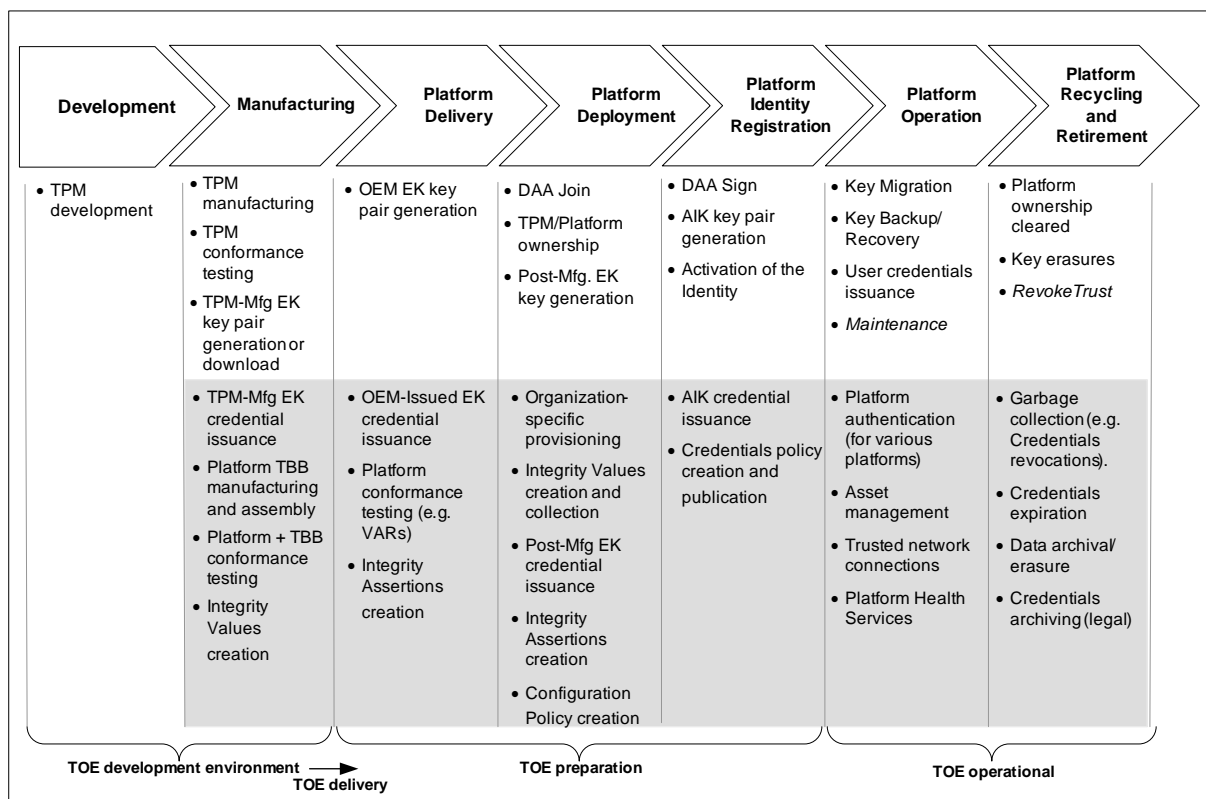 Development
Manufacturing
Platform
Delivery
Platform
Deployment
Platform
Identity
Registration
Platform
Operation
Platform
Recycling
and
Retirement
• TPM
development
• TPM
manufacturing
• TPM
conformance
testing
• TPM-Mfg EK
key pair
generation or
download
• OEM EK key
pair generation
• DAA Join
• TPM/Platform
ownership
• Post-Mfg. EK
key generation
• DAA Sign
• AIK key pair
generation
• Activation of the
Identity
• Key Migration
• Key Backup/
Recovery
• User credentials
issuance
• Maintenance
• Platform
ownership
cleared
• Key erasures
• RevokeTrust
• TPM-Mfg EK
credential
issuance
• Platform TBB
manufacturing
and assembly
• Platform + TBB
conformance
testing
• Integrity
Values
creation
• OEM-Issued EK
credential
issuance
• Platform
conformance
testing (e.g.
VARs)
• Integrity
Assertions
creation
• Organization-
specific
provisioning
• Integrity Values
creation and
collection
• Post-Mfg EK
credential
issuance
• Integrity
Assertions
creation
• Configuration
Policy creation
• AIK credential
issuance
• Credentials policy
creation and
publication
• Platform
authentication
(for various
platforms)
• Asset
management
• Trusted network
connections
• Platform Health
Services
• Garbage
collection (e.g.
Credentials
revocations).
• Credentials
expiration
• Data archival/
erasure
• Credentials
archiving (legal)
TOE development environment
TOE delivery
TOE preparation
TOE operational